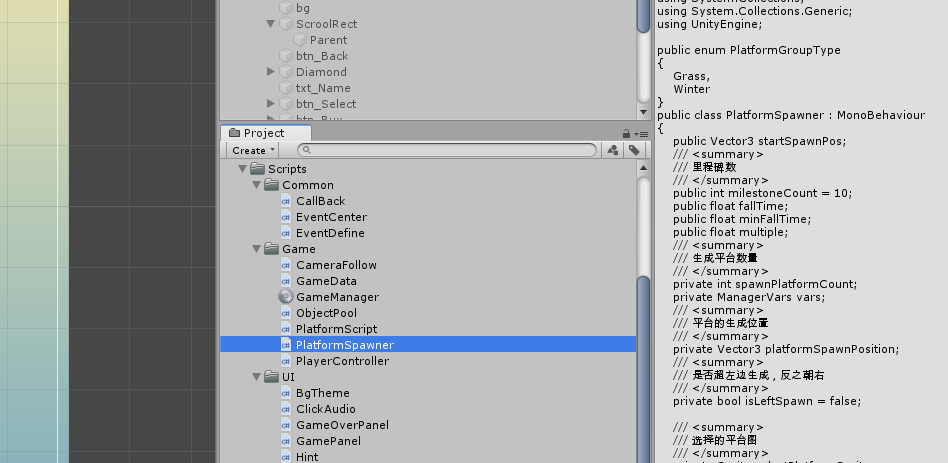 bg
ScroolRect
Parent
btn_Back
Diamond
txt_Name
btn_Select
btn_Buy
Project
Create
Scripts
Common
CallBack
EventCenter
EventDefine
Game
CameraFollow
GameData
GameManager
ObjectPool
PlatformScript
PlatformSpawner
PlayerController
UI
BgTheme
ClickAudio
GameOverPanel
GamePanel
Hint
using System.Collections;
using System.Collections.Generic;
using UnityEngine;
public enum PlatformGroupType
{
Grass,
Winter
}
public class PlatformSpawner : MonoBehaviour
{
public Vector3 startSpawnPos;
/// <summary>
/// 里程碑数
/// </summary>
public int milestoneCount = 10;
public float fallTime;
public float minFallTime;
public float multiple;
/// <summary>
/// 生成平台数量
/// </summary>
private int spawnPlatformCount;
private ManagerVars vars;
/// <summary>
/// 平台的生成位置
/// </summary>
private Vector3 platformSpawnPosition;
/// <summary>
/// 是否超左边生成，反之朝右
/// </summary>
private bool isLeftSpawn = false;
/// <summary>
/// 选择的平台图
/// </summary>